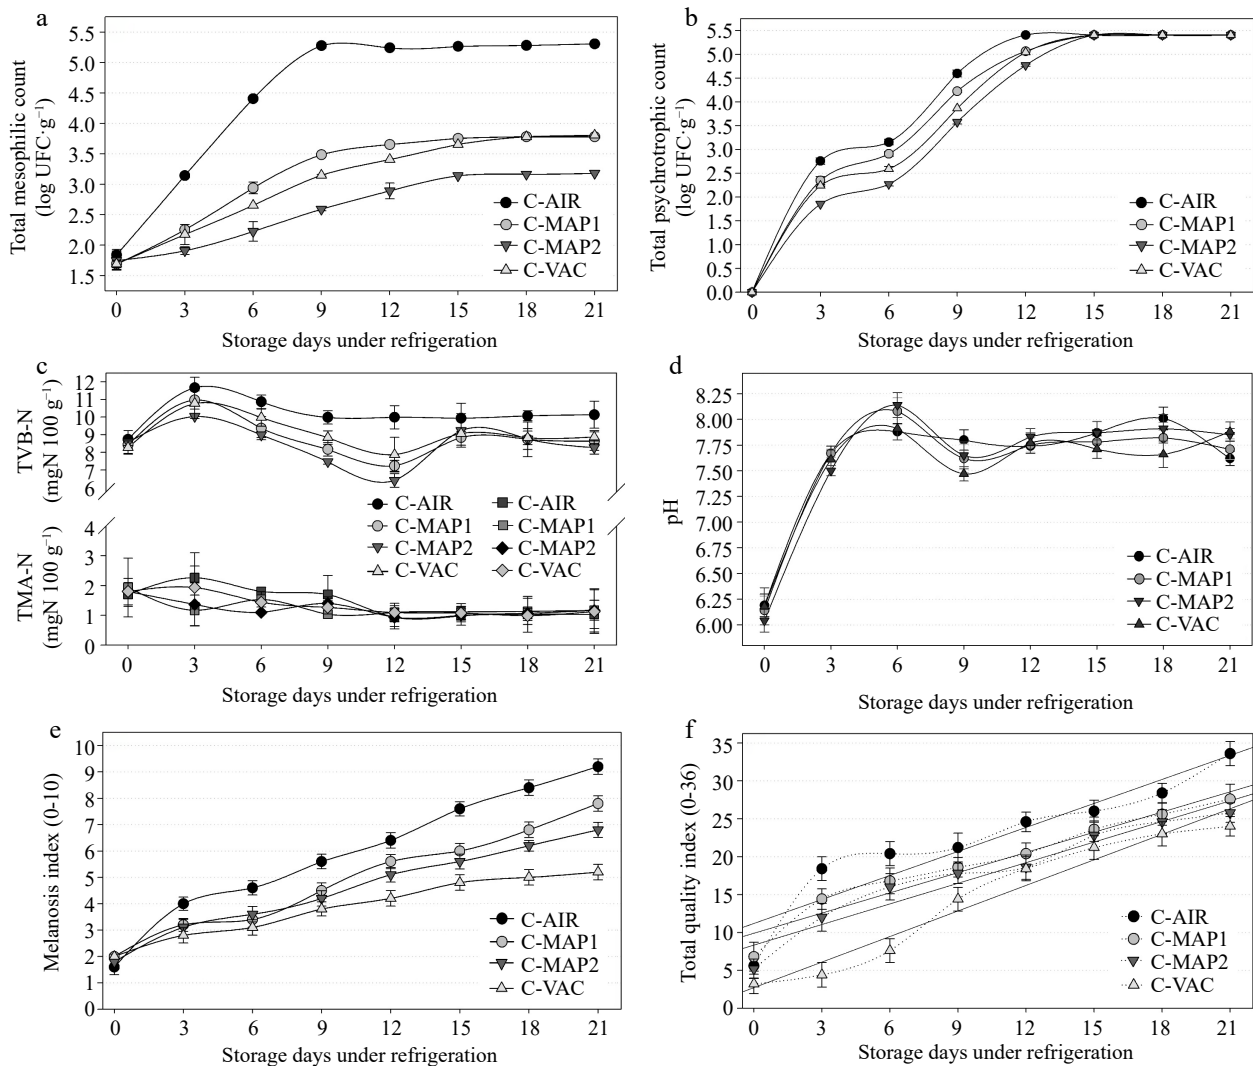 a
Total mesophilic count
(log UFC·g⁻¹)
5.5
5.0
4.5
4.0
3.5
3.0
2.5
2.0
1.5
C-AIR
C-MAP1
C-MAP2
C-VAC
0 3 6 9 12 15 18 21
Storage days under refrigeration
b
Total psychrotrophic count
(log UFC·g⁻¹)
5.5
5.0
4.5
4.0
3.5
3.0
2.5
2.0
1.5
1.0
0.5
0.0
C-AIR
C-MAP1
C-MAP2
C-VAC
0 3 6 9 12 15 18 21
Storage days under refrigeration
c
TVB-N
(mgN 100 g⁻¹)
12
11
10
9
8
7
6
TMA-N
(mgN 100 g⁻¹)
4
3
2
1
0
C-AIR C-AIR
C-MAP1 C-MAP1
C-MAP2 C-MAP2
C-VAC C-VAC
0 3 6 9 12 15 18 21
Storage days under refrigeration
d
pH
8.25
8.00
7.75
7.50
7.25
7.00
6.75
6.50
6.25
6.00
C-AIR
C-MAP1
C-MAP2
C-VAC
0 3 6 9 12 15 18 21
Storage days under refrigeration
e
Melanosis index (0-10)
10
9
8
7
6
5
4
3
2
1
0
C-AIR
C-MAP1
C-MAP2
C-VAC
0 3 6 9 12 15 18 21
Storage days under refrigeration
f
Total quality index (0-36)
35
30
25
20
15
10
5
0
C-AIR
C-MAP1
C-MAP2
C-VAC
0 3 6 9 12 15 18 21
Storage days under refrigeration